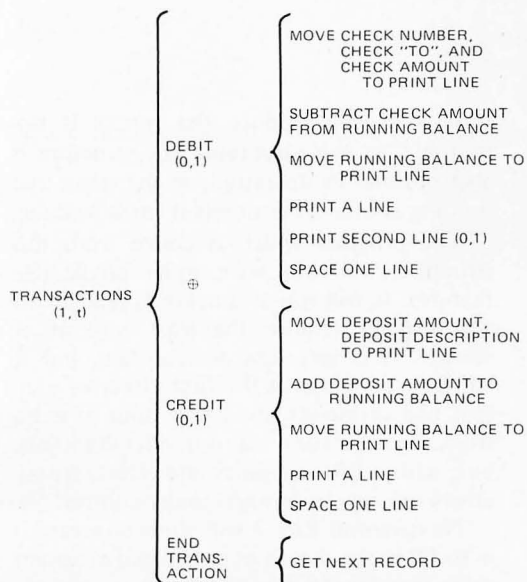 TRANSACTIONS
(1, t)
DEBIT
(0,1)
MOVE CHECK NUMBER,
CHECK "TO", AND
CHECK AMOUNT
TO PRINT LINE
SUBTRACT CHECK AMOUNT
FROM RUNNING BALANCE
MOVE RUNNING BALANCE TO
PRINT LINE
PRINT A LINE
PRINT SECOND LINE (0,1)
SPACE ONE LINE
⊕
CREDIT
(0,1)
MOVE DEPOSIT AMOUNT,
DEPOSIT DESCRIPTION
TO PRINT LINE
ADD DEPOSIT AMOUNT TO
RUNNING BALANCE
MOVE RUNNING BALANCE TO
PRINT LINE
PRINT A LINE
SPACE ONE LINE
END
TRANS-
ACTION
GET NEXT RECORD